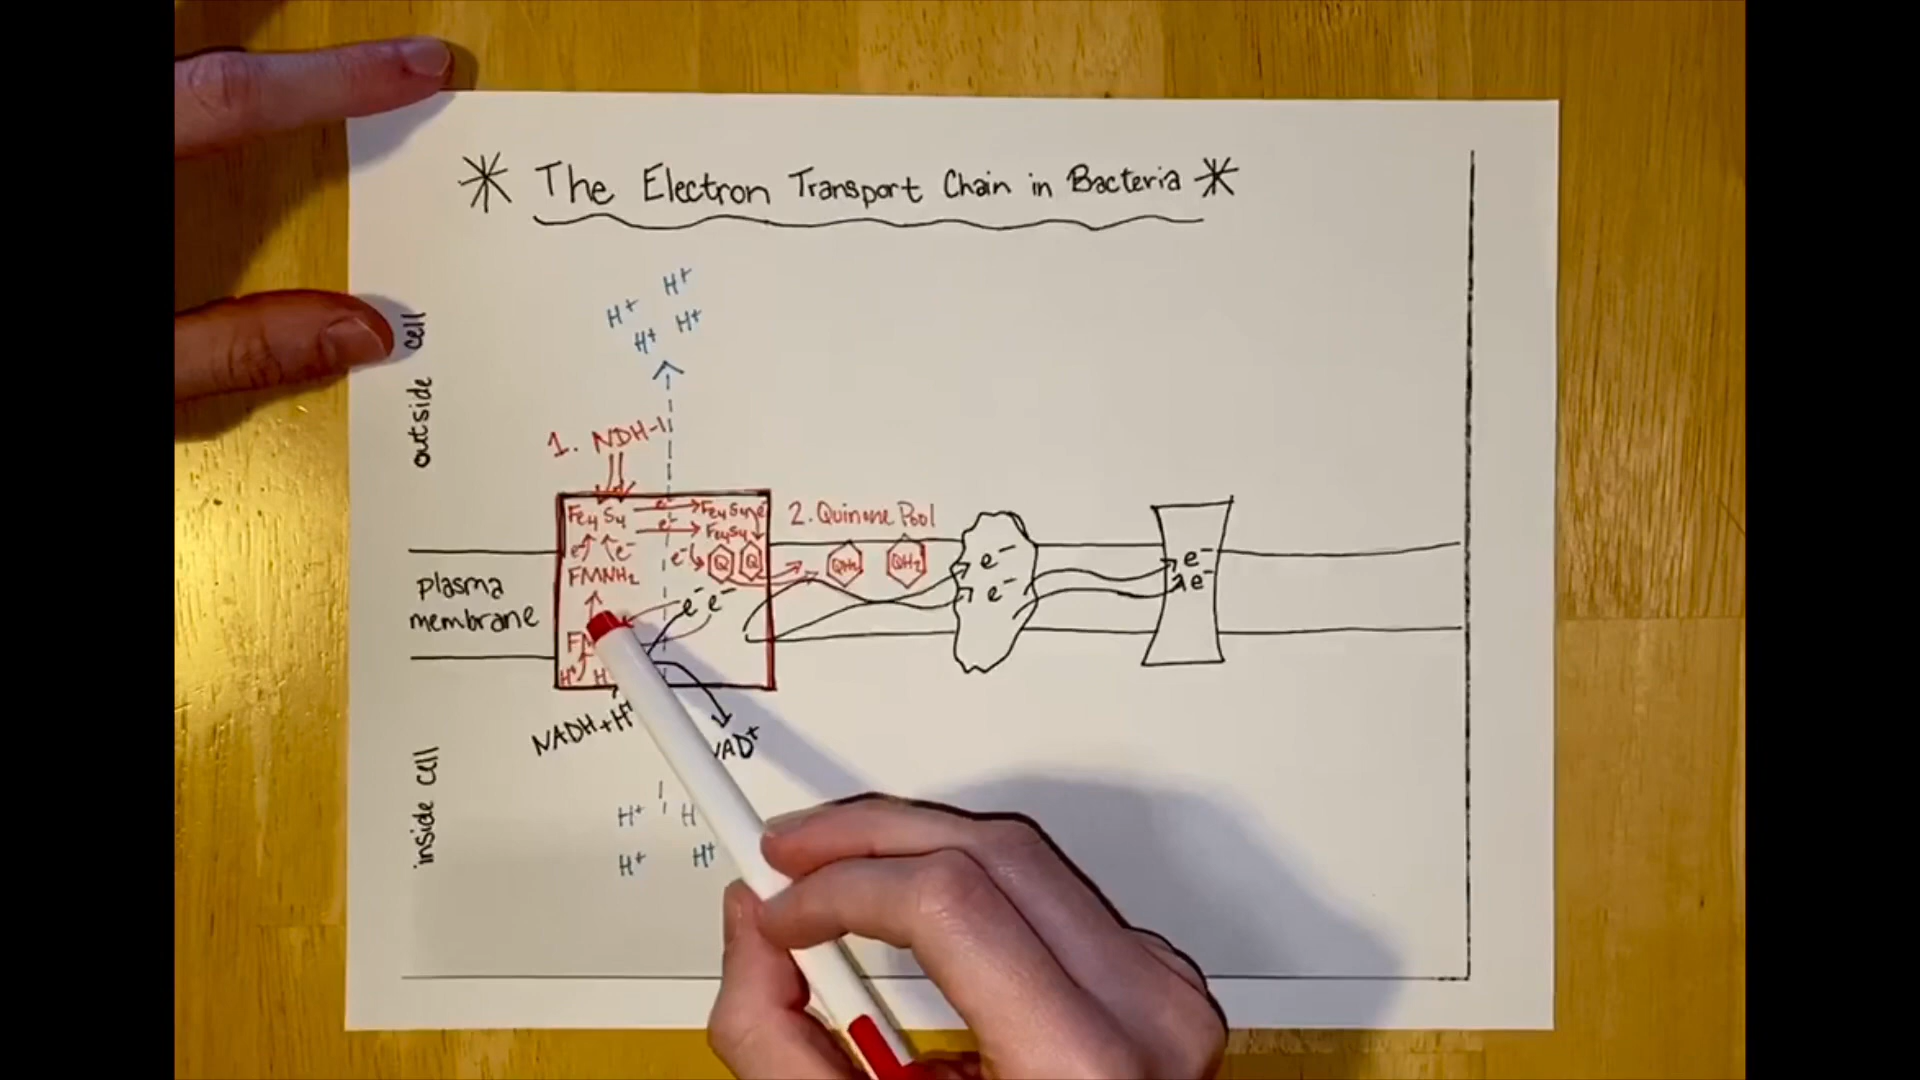 The Electron Transport Chain in Bacteria
H+
H+
H+
H+
outside cell
1. NDH-1
Fe4S4 e- Fe4S4 e-
e- Fe4S4
2. Quinone Pool
e- e- e- Q Q QH2 QH2
FMNH2
e- e-
e-
e-
e-
e-
plasma
membrane
H+ H
NADH+H+
NAD+
inside cell
H+ H
H+ H+